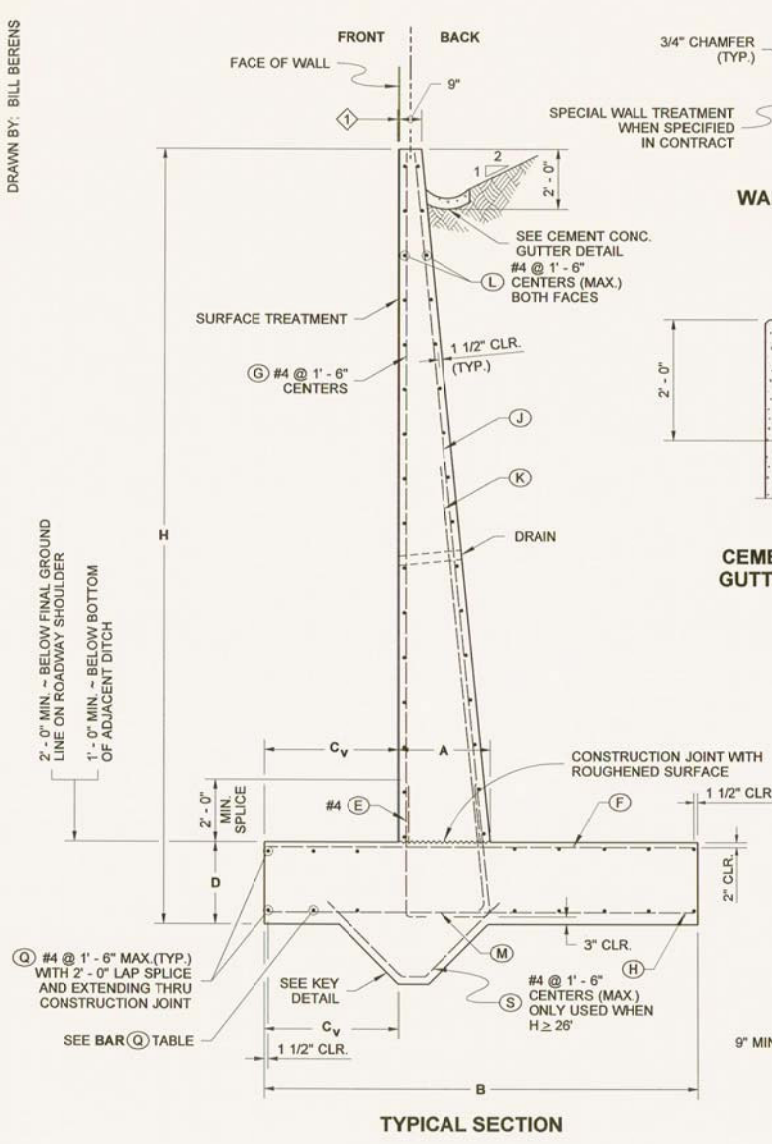 DRAWN BY: BILL BERENS
FRONT
BACK
FACE OF WALL
9"
1
3/4" CHAMFER
(TYP.)
SPECIAL WALL TREATMENT
WHEN SPECIFIED
IN CONTRACT
2
1
2' - 0"
WA
SEE CEMENT CONC.
GUTTER DETAIL
L
#4 @ 1' - 6"
CENTERS (MAX.)
BOTH FACES
SURFACE TREATMENT
1 1/2" CLR.
(TYP.)
G #4 @ 1' - 6"
CENTERS
2' - 0"
J
K
H
DRAIN
CEME
GUTT
2' - 0" MIN. ~ BELOW FINAL GROUND
LINE ON ROADWAY SHOULDER
1' - 0" MIN. ~ BELOW BOTTOM
OF ADJACENT DITCH
Cv
A
CONSTRUCTION JOINT WITH
ROUGHENED SURFACE
1 1/2" CLR
2' - 0"
MIN.
SPLICE
#4 E
F
D
2" CLR.
M
3" CLR.
H
Q #4 @ 1' - 6" MAX.(TYP.)
WITH 2' - 0" LAP SPLICE
AND EXTENDING THRU
CONSTRUCTION JOINT
SEE KEY
DETAIL
S
#4 @ 1' - 6"
CENTERS (MAX.)
ONLY USED WHEN
H ≥ 26'
SEE BAR Q TABLE
Cv
1 1/2" CLR.
9" MIN
B
TYPICAL SECTION